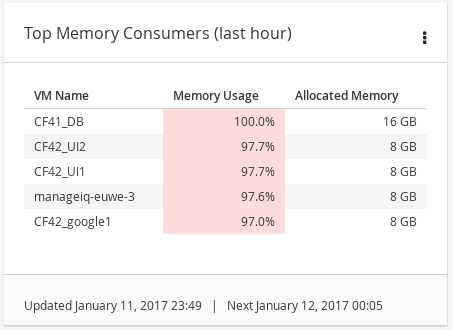 Top Memory Consumers (last hour)
VM Name Memory Usage Allocated Memory
CF41_DB 100.0% 16 GB
CF42_UI2 97.7% 8 GB
CF42_UI1 97.7% 8 GB
manageiq-euwe-3 97.6% 8 GB
CF42_google1 97.0% 8 GB
Updated January 11, 2017 23:49 | Next January 12, 2017 00:05